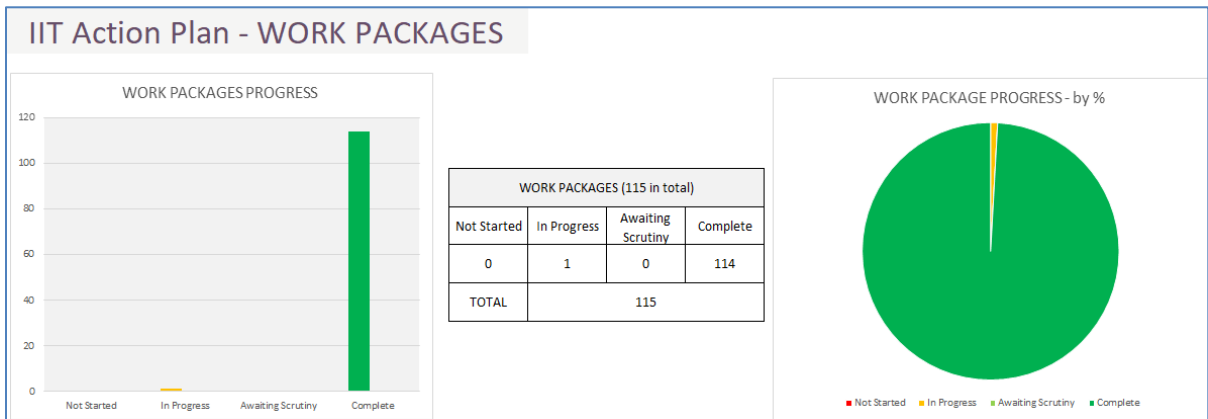 IIT Action Plan - WORK PACKAGES
WORK PACKAGES PROGRESS
120
100
80
60
40
20
0
Not Started In Progress Awaiting Scrutiny Complete
WORK PACKAGES (115 in total)
Not Started In Progress Awaiting Scrutiny Complete
0 1 0 114
TOTAL 115
WORK PACKAGE PROGRESS - by %
Not Started In Progress Awaiting Scrutiny Complete